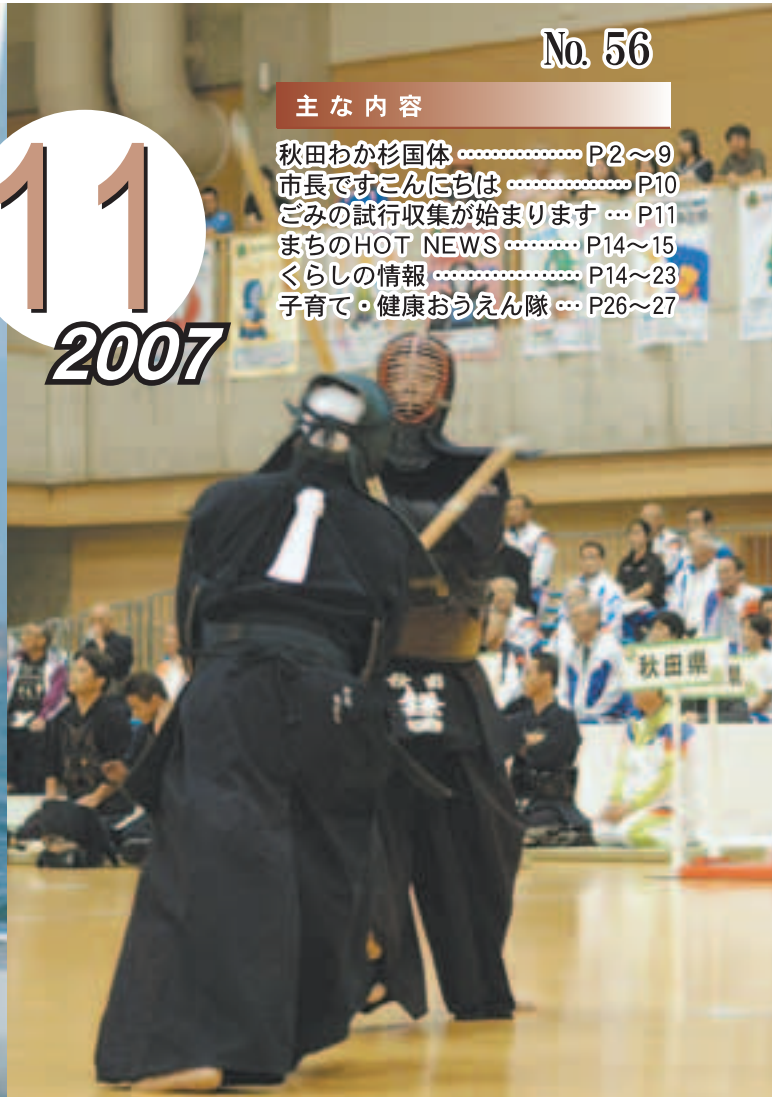 No. 56
主な内容
秋田わか杉国体 …………… P2～9
市長ですこんにちは …………… P10
ごみの試行収集が始まります … P11
まちのHOT NEWS ……… P14～15
くらしの情報 ……………… P14～23
子育て・健康おうえん隊 … P26～27
11
2007
秋田県
県
秋田